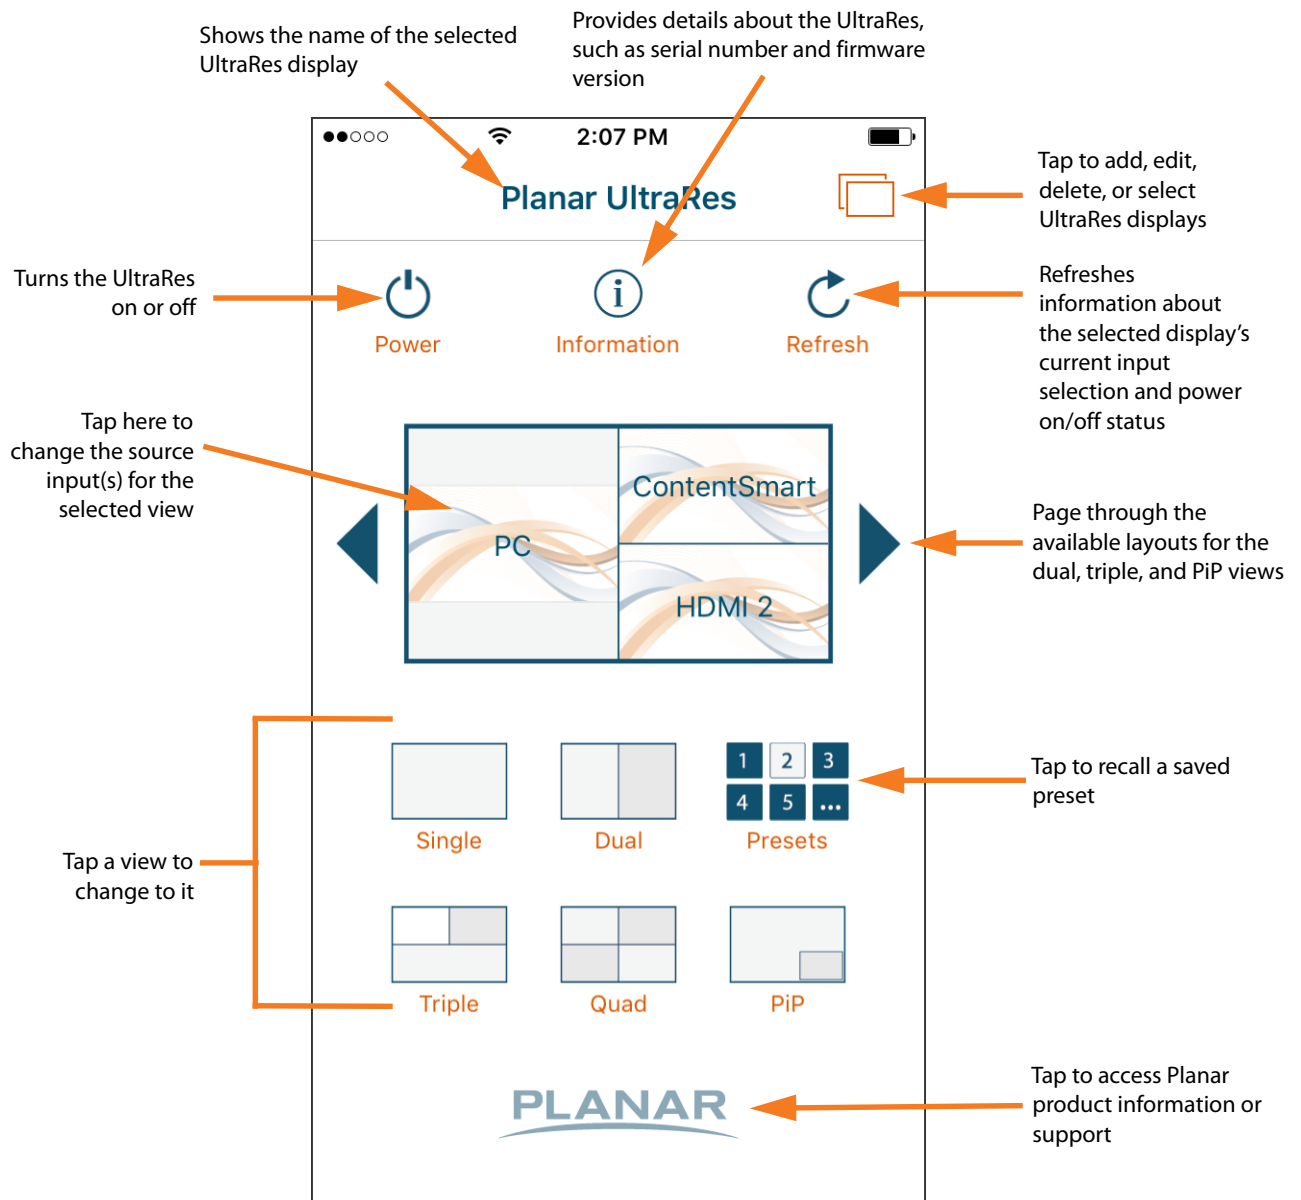 Shows the name of the selected
UltraRes display
Provides details about the UltraRes,
such as serial number and firmware
version
2:07 PM
Planar UltraRes
Tap to add, edit,
delete, or select
UltraRes displays
Turns the UltraRes
on or off
Power
Information
Refresh
Refreshes
information about
the selected display’s
current input
selection and power
on/off status
Tap here to
change the source
input(s) for the
selected view
PC
ContentSmart
HDMI 2
Page through the
available layouts for the
dual, triple, and PiP views
Tap a view to
change to it
Single
Dual
1 2 3
4 5 ...
Presets
Tap to recall a saved
preset
Triple
Quad
PiP
PLANAR
Tap to access Planar
product information or
support